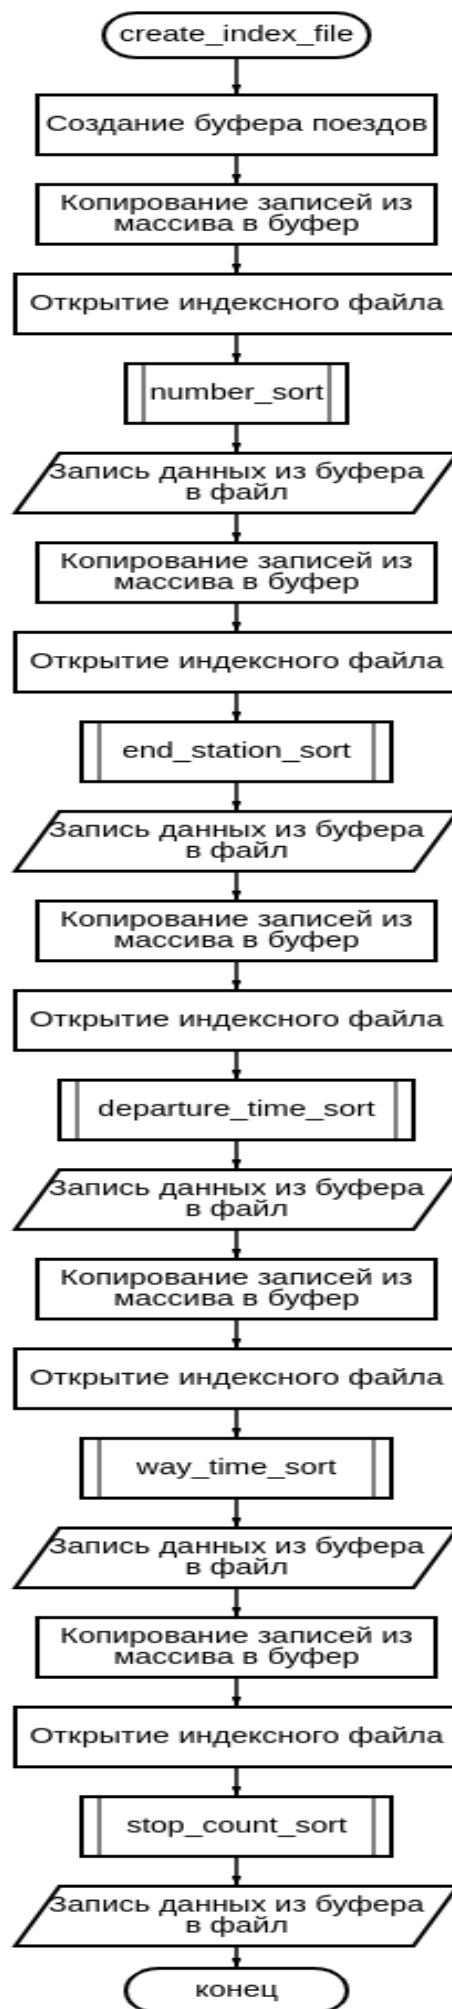 create_index_file
Создание буфера поездов
Копирование записей из
массива в буфер
Открытие индексного файла
number_sort
Запись данных из буфера
в файл
Копирование записей из
массива в буфер
Открытие индексного файла
end_station_sort
Запись данных из буфера
в файл
Копирование записей из
массива в буфер
Открытие индексного файла
departure_time_sort
Запись данных из буфера
в файл
Копирование записей из
массива в буфер
Открытие индексного файла
way_time_sort
Запись данных из буфера
в файл
Копирование записей из
массива в буфер
Открытие индексного файла
stop_count_sort
Запись данных из буфера
в файл
конец